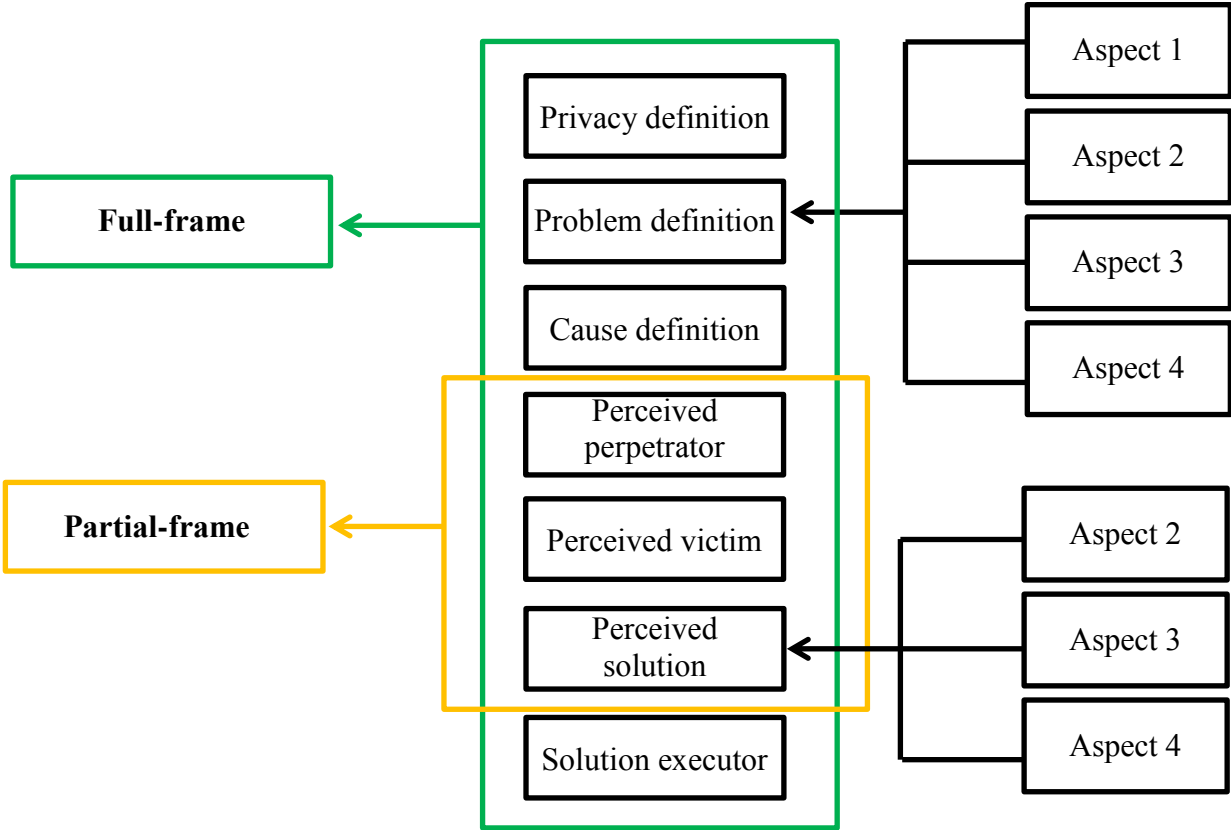 Full-frame
Partial-frame
Privacy definition
Problem definition
Cause definition
Perceived
perpetrator
Perceived victim
Perceived
solution
Solution executor
Aspect 1
Aspect 2
Aspect 3
Aspect 4
Aspect 2
Aspect 3
Aspect 4